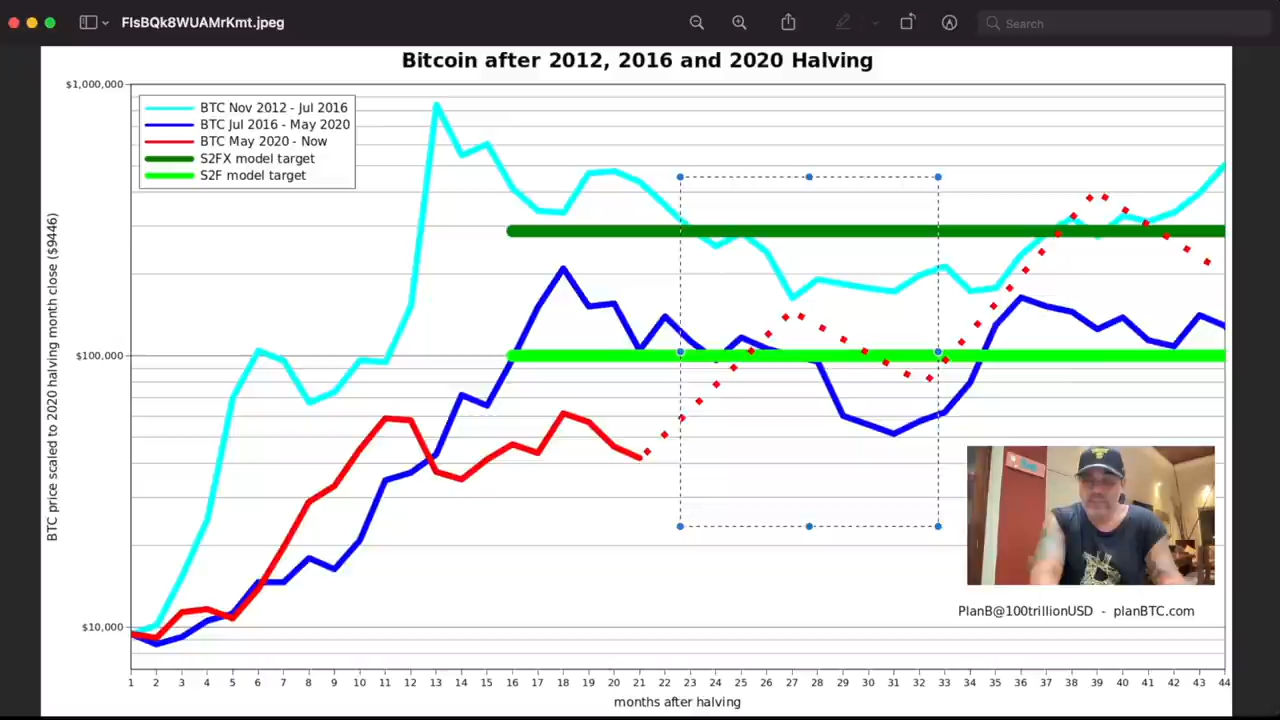 FIsBQk8WUAMrKmt.jpeg
Search
Bitcoin after 2012, 2016 and 2020 Halving
$1,000,000
$100,000
$10,000
BTC price scaled to 2020 halving month close ($9446)
BTC Nov 2012 - Jul 2016
BTC Jul 2016 - May 2020
BTC May 2020 - Now
S2FX model target
S2F model target
PlanB@100trillionUSD - planBTC.com
1 2 3 4 5 6 7 8 9 10 11 12 13 14 15 16 17 18 19 20 21 22 23 24 25 26 27 28 29 30 31 32 33 34 35 36 37 38 39 40 41 42 43 44
months after halving